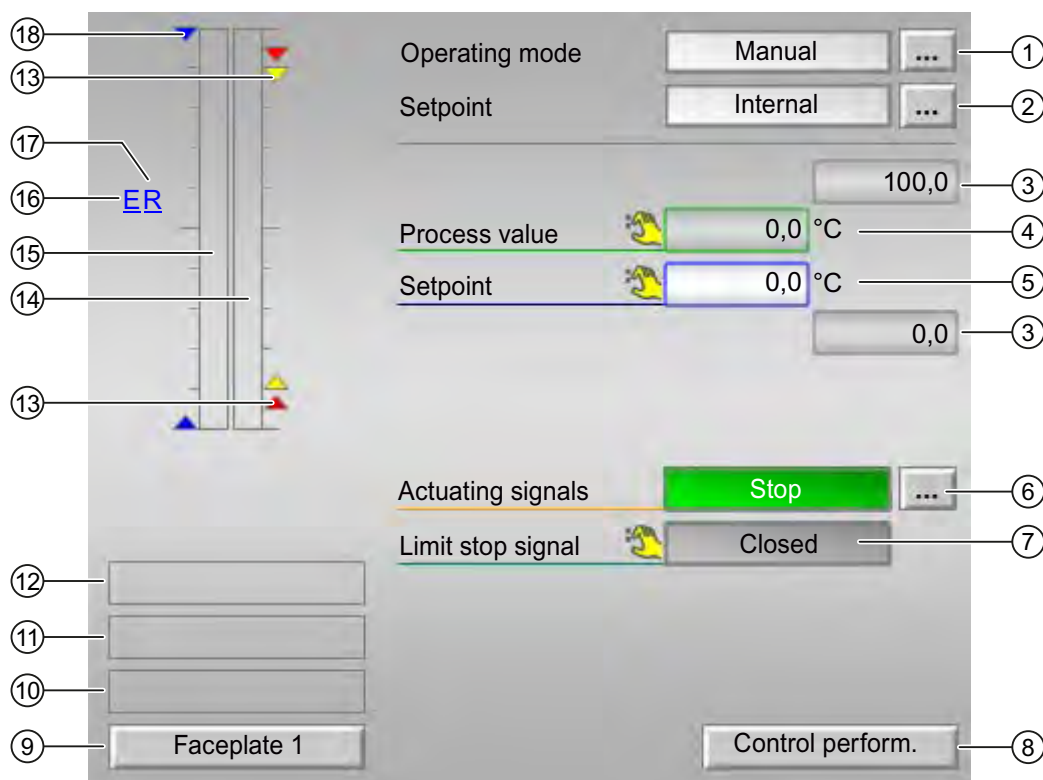 18
13
17
16
ER
15
14
13
12
11
10
9
Faceplate 1
Operating mode Manual ... 1
Setpoint Internal ... 2
100,0 3
Process value 0,0 °C 4
Setpoint 0,0 °C 5
0,0 3
Actuating signals Stop ... 6
Limit stop signal Closed 7
Control perform. 8